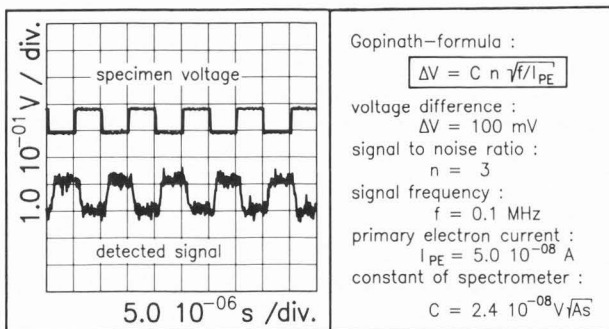 1.0 10⁻⁰¹ V / div.
specimen voltage
detected signal
5.0 10⁻⁰⁶ s /div.
Gopinath-formula :
ΔV = C n √f/I_PE
voltage difference :
ΔV = 100 mV
signal to noise ratio :
n = 3
signal frequency :
f = 0.1 MHz
primary electron current :
I_PE = 5.0 10⁻⁰⁸ A
constant of spectrometer :
C = 2.4 10⁻⁰⁸ V√As